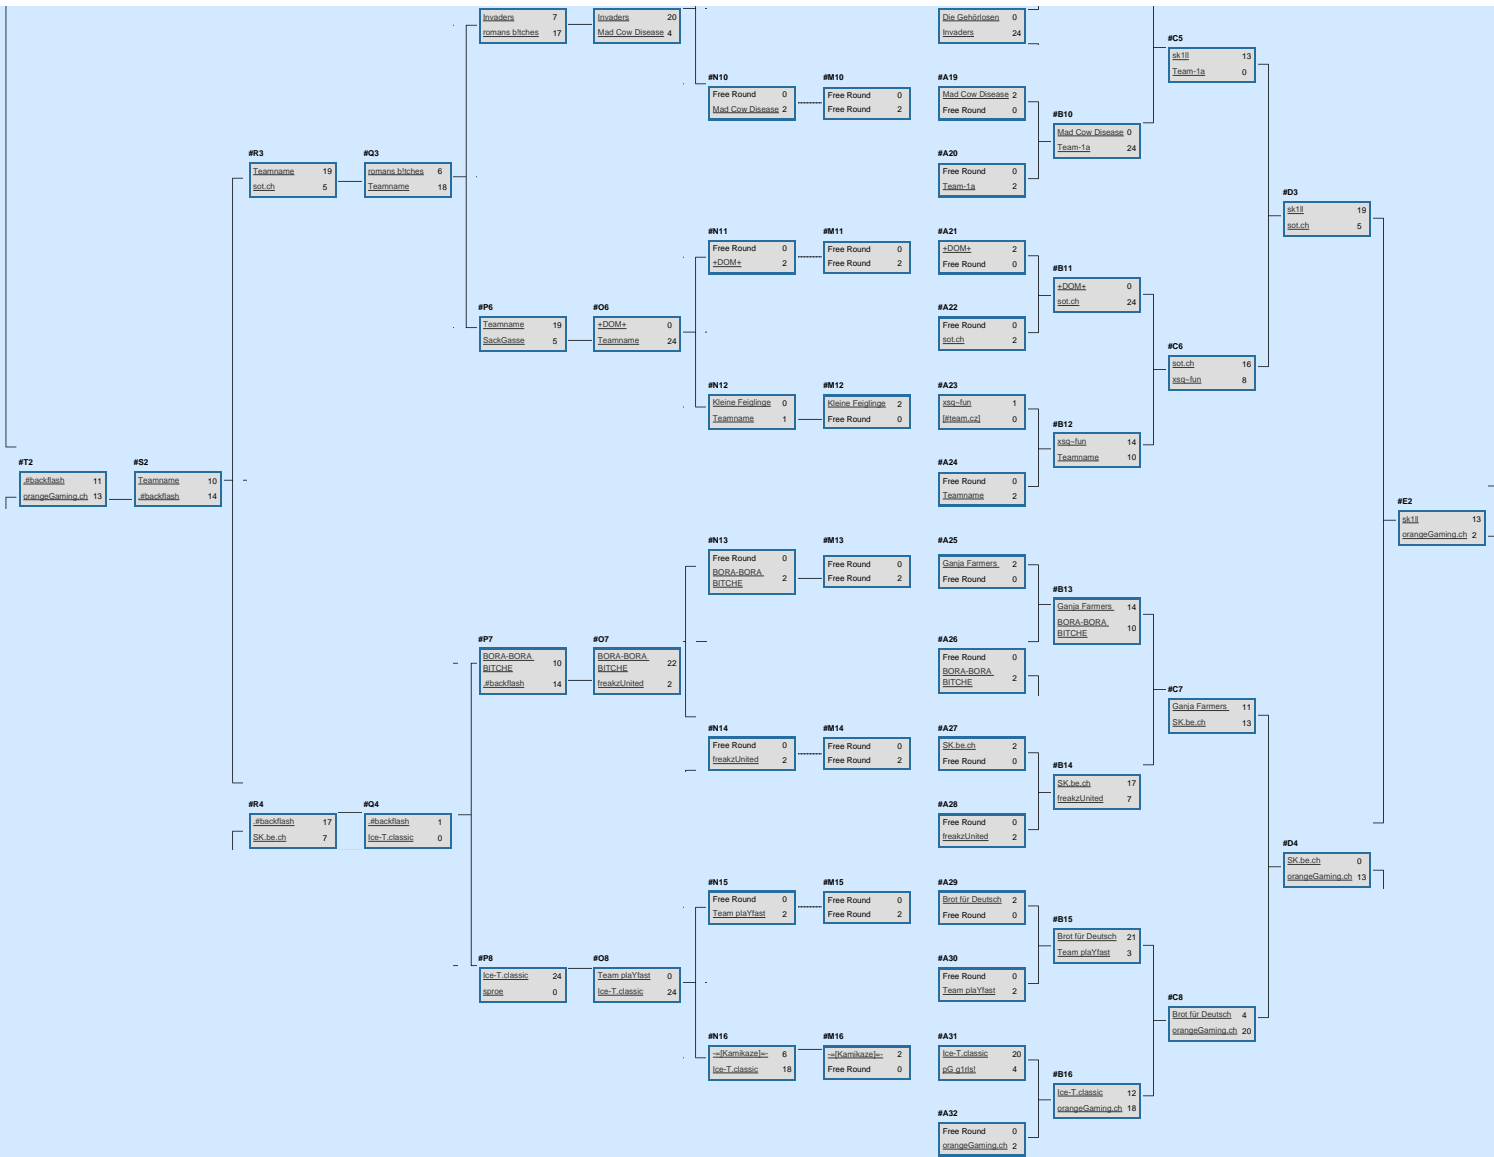 Invaders 7
romans b!tches 17
Invaders 20
Mad Cow Disease 4
Die Gehörlosen 0
Invaders 24
#C5
sk1ll 13
Team-1a 0
#N10
Free Round 0
Mad Cow Disease 2
#M10
Free Round 0
Free Round 2
#A19
Mad Cow Disease 2
Free Round 0
#B10
Mad Cow Disease 0
Team-1a 24
#R3
Teamname 19
sot.ch 5
#Q3
romans b!tches 6
Teamname 18
#A20
Free Round 0
Team-1a 2
#D3
sk1ll 19
sot.ch 5
#N11
Free Round 0
+DOM+ 2
#M11
Free Round 0
Free Round 2
#A21
+DOM+ 2
Free Round 0
#B11
+DOM+ 0
sot.ch 24
#P6
Teamname 19
SackGasse 5
#O6
+DOM+ 0
Teamname 24
#A22
Free Round 0
sot.ch 2
#C6
sot.ch 16
xsq~fun 8
#N12
Kleine Feiglinge 0
Teamname 1
#M12
Kleine Feiglinge 2
Free Round 0
#A23
xsq~fun 1
[#team.cz] 0
#B12
xsq~fun 14
Teamname 10
#T2
.#backflash 11
orangeGaming.ch 13
#S2
Teamname 10
.#backflash 14
#A24
Free Round 0
Teamname 2
#E2
sk1ll 13
orangeGaming.ch 2
#N13
Free Round 0
BORA-BORA
BITCHE 2
#M13
Free Round 0
Free Round 2
#A25
Ganja Farmers 2
Free Round 0
#B13
Ganja Farmers 14
BORA-BORA
BITCHE 10
#P7
BORA-BORA
BITCHE 10
.#backflash 14
#O7
BORA-BORA
BITCHE 22
freakzUnited 2
#A26
Free Round 0
BORA-BORA
BITCHE 2
#C7
Ganja Farmers 11
SK.be.ch 13
#N14
Free Round 0
freakzUnited 2
#M14
Free Round 0
Free Round 2
#A27
SK.be.ch 2
Free Round 0
#B14
SK.be.ch 17
freakzUnited 7
#R4
.#backflash 17
SK.be.ch 7
#Q4
.#backflash 1
Ice-T.classic 0
#A28
Free Round 0
freakzUnited 2
#D4
SK.be.ch 0
orangeGaming.ch 13
#N15
Free Round 0
Team plaYfast 2
#M15
Free Round 0
Free Round 2
#A29
Brot für Deutsch 2
Free Round 0
#B15
Brot für Deutsch 21
Team plaYfast 3
#P8
Ice-T.classic 24
sproe 0
#O8
Team plaYfast 0
Ice-T.classic 24
#A30
Free Round 0
Team plaYfast 2
#C8
Brot für Deutsch 4
orangeGaming.ch 20
#N16
-=[Kamikaze]=- 6
Ice-T.classic 18
#M16
-=[Kamikaze]=- 2
Free Round 0
#A31
Ice-T.classic 20
pG g1rls! 4
#B16
Ice-T.classic 12
orangeGaming.ch 18
#A32
Free Round 0
orangeGaming.ch 2